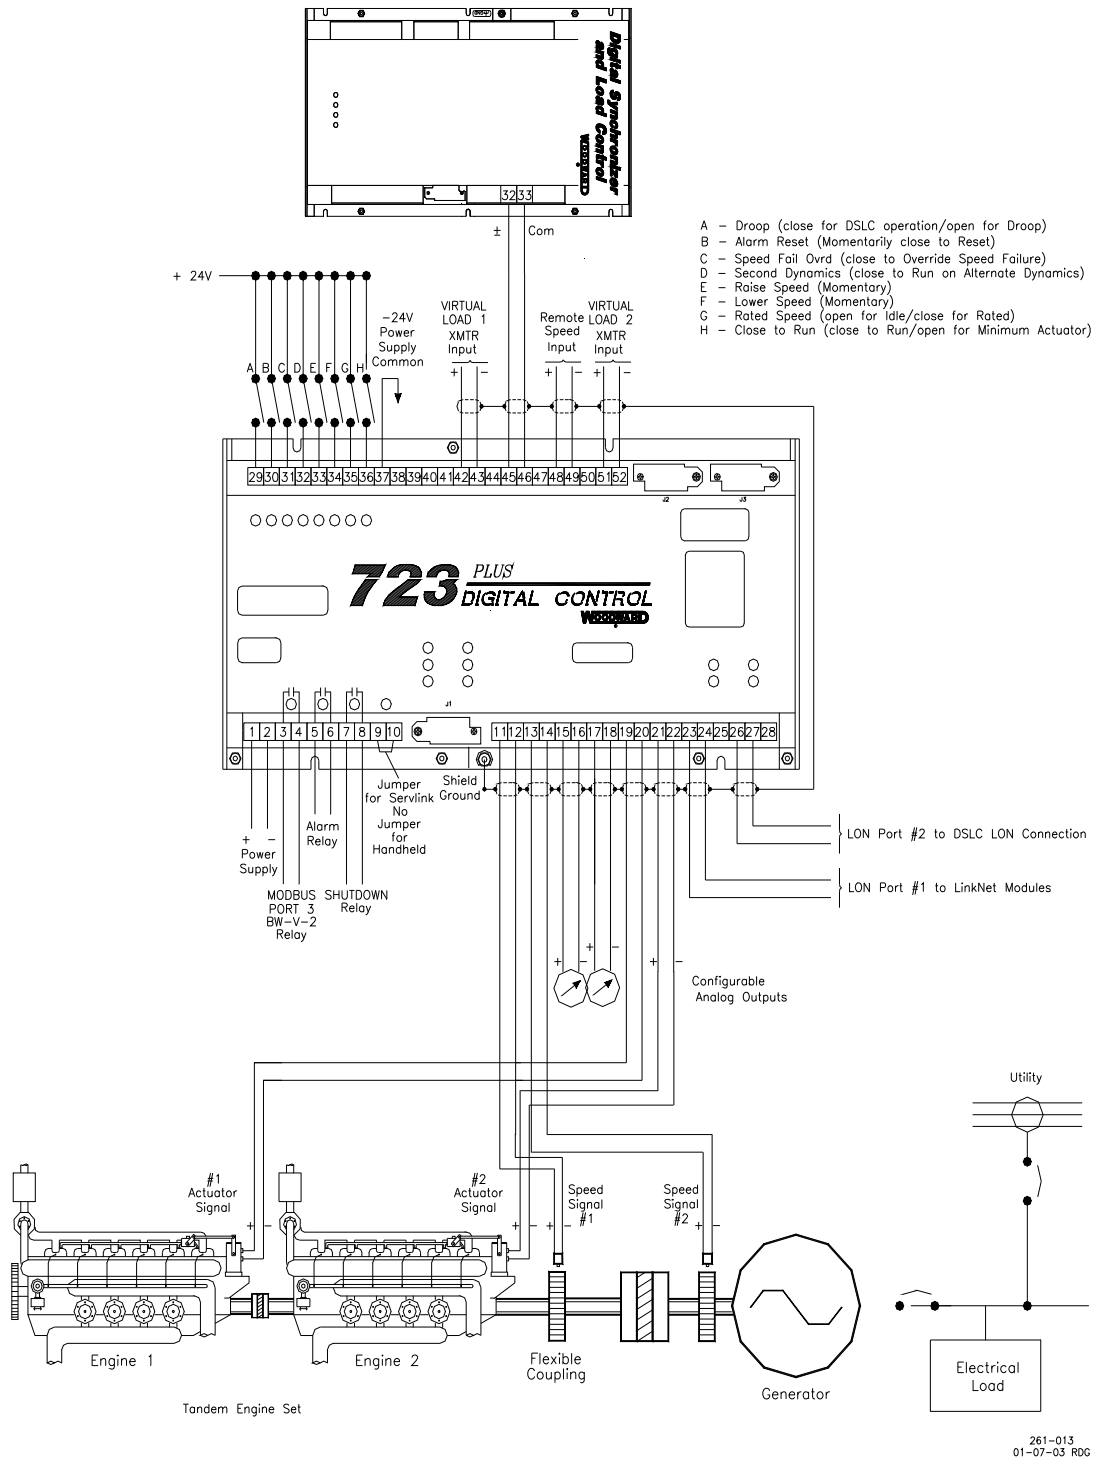 Digital Synchronizer
and Load Control
WOODWARD
32 33
± Com
A – Droop (close for DSLC operation/open for Droop)
B – Alarm Reset (Momentarily close to Reset)
C – Speed Fail Ovrd (close to Override Speed Failure)
D – Second Dynamics (close to Run on Alternate Dynamics)
E – Raise Speed (Momentary)
F – Lower Speed (Momentary)
G – Rated Speed (open for Idle/close for Rated)
H – Close to Run (close to Run/open for Minimum Actuator)
+ 24V
–24V
Power
Supply
Common
VIRTUAL
LOAD 1
XMTR
Input
+ –
Remote
Speed
Input
+ –
VIRTUAL
LOAD 2
XMTR
Input
+ –
A B C D E F G H
29 30 31 32 33 34 35 36 37 38 39 40 41 42 43 44 45 46 47 48 49 50 51 52
J2
J3
723 PLUS
DIGITAL CONTROL
WOODWARD
J1
1 2 3 4 5 6 7 8 9 10
11 12 13 14 15 16 17 18 19 20 21 22 23 24 25 26 27 28
Shield
Ground
Jumper
for Servlink
No
Jumper
for
Handheld
Alarm
Relay
+ –
Power
Supply
MODBUS
PORT 3
BW–V–2
Relay
SHUTDOWN
Relay
LON Port #2 to DSLC LON Connection
LON Port #1 to LinkNet Modules
+ –
+ –
+ –
Configurable
Analog Outputs
Utility
#1
Actuator
Signal
+ –
#2
Actuator
Signal
+ –
Speed
Signal
#1
+ –
Speed
Signal
#2
+ –
Engine 1
Engine 2
Flexible
Coupling
Generator
Electrical
Load
Tandem Engine Set
261–013
01–07–03 RDG